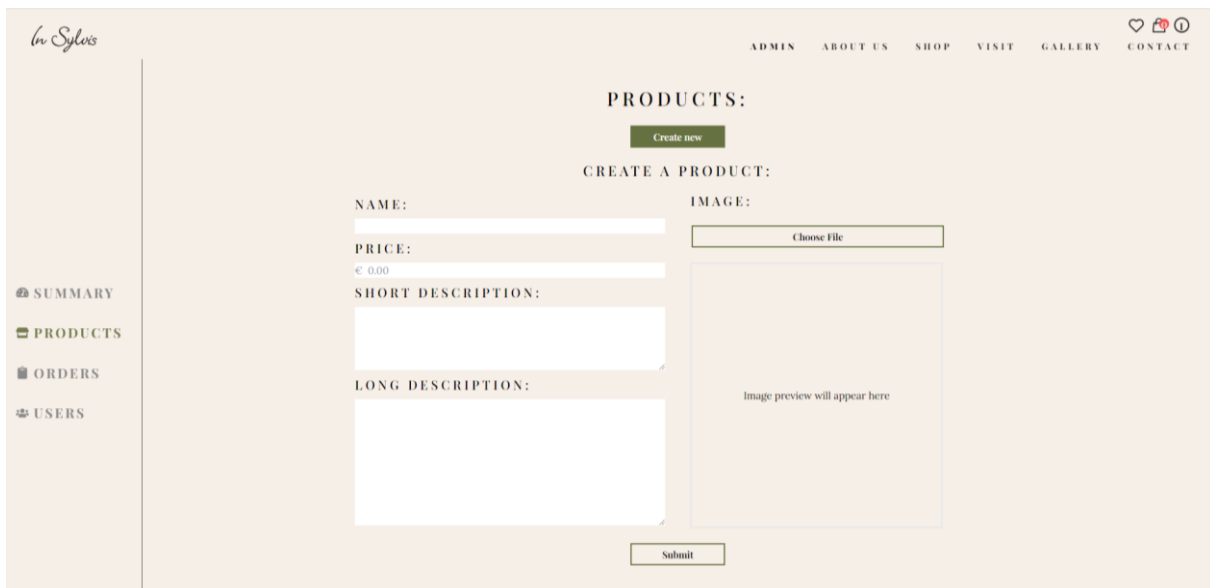 In Sylvis
ADMIN ABOUT US SHOP VISIT GALLERY CONTACT
PRODUCTS:
Create new
CREATE A PRODUCT:
NAME:
PRICE:
€ 0.00
SHORT DESCRIPTION:
LONG DESCRIPTION:
IMAGE:
Choose File
Image preview will appear here
Submit
SUMMARY
PRODUCTS
ORDERS
USERS